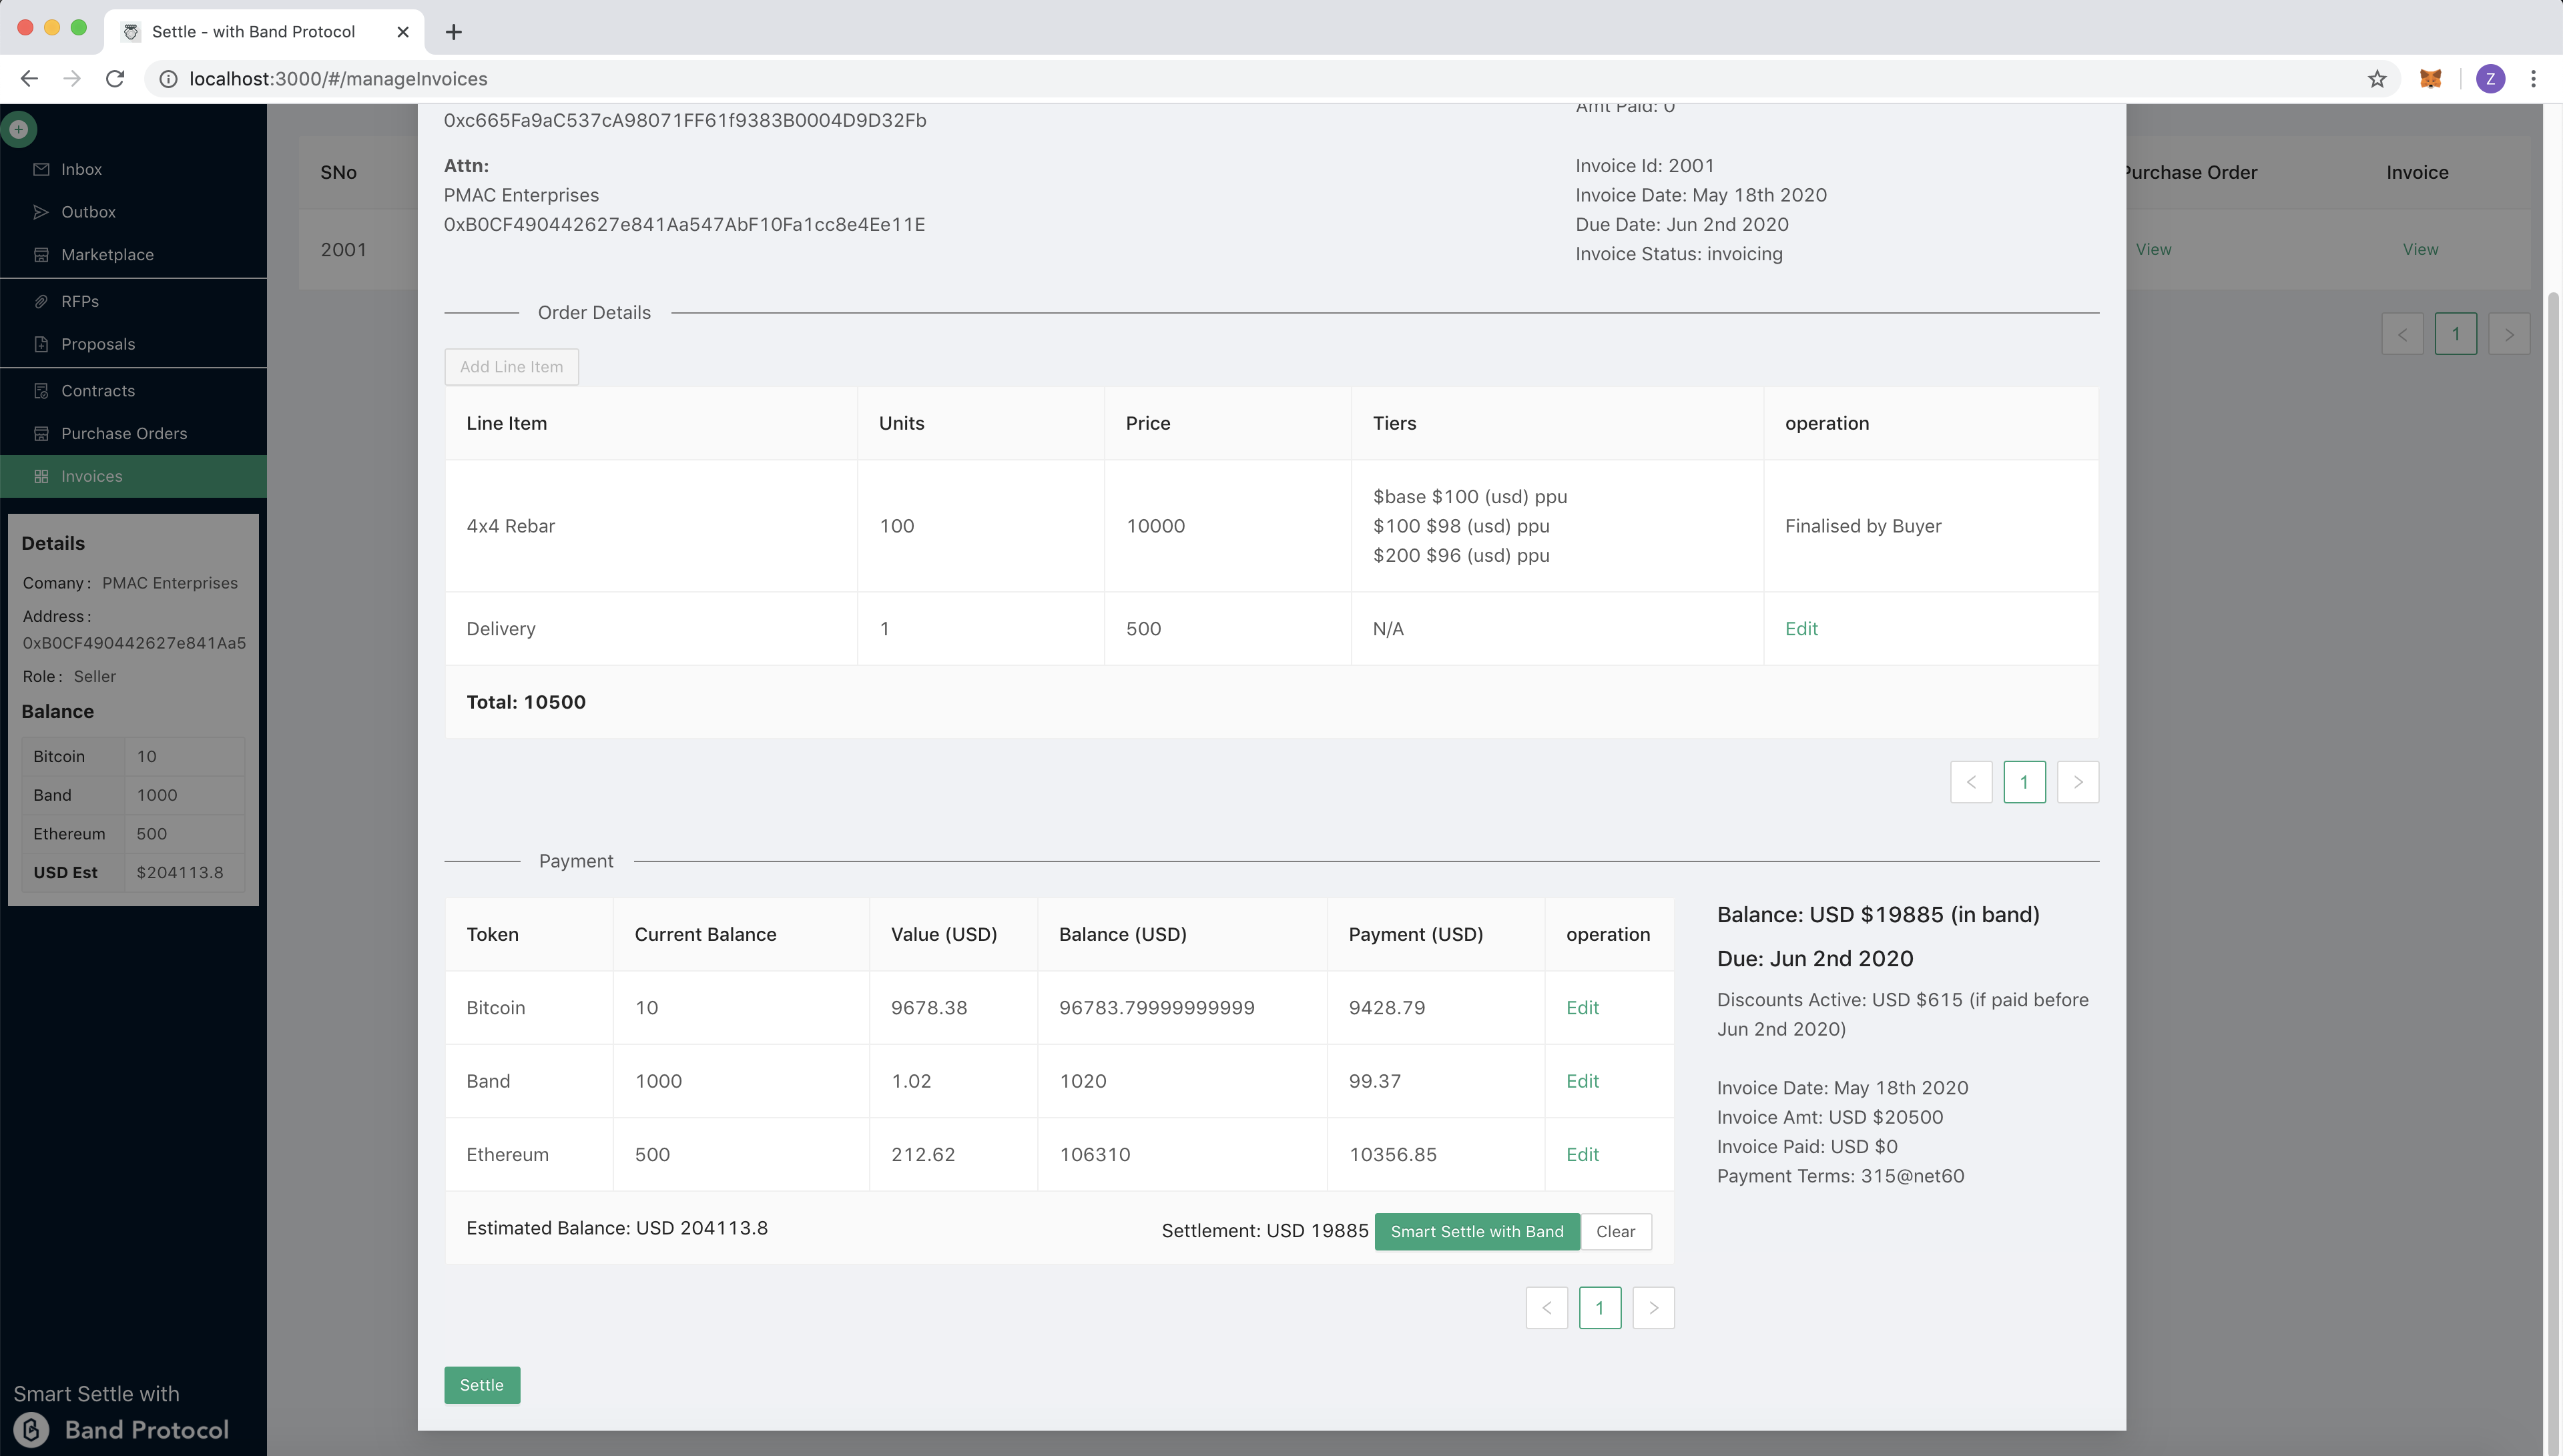 Settle - with Band Protocol
localhost:3000/#/manageInvoices
Z
Inbox
Outbox
Marketplace
RFPs
Proposals
Contracts
Purchase Orders
Invoices
Details
Comany : PMAC Enterprises
Address :
0xB0CF490442627e841Aa5
Role : Seller
Balance
Bitcoin 10
Band 1000
Ethereum 500
USD Est $204113.8
Smart Settle with
Band Protocol
SNo
2001
Purchase Order Invoice
View View
1
Amt Paid: 0
0xc665Fa9aC537cA98071FF61f9383B0004D9D32Fb
Attn:
PMAC Enterprises
0xB0CF490442627e841Aa547AbF10Fa1cc8e4Ee11E
Invoice Id: 2001
Invoice Date: May 18th 2020
Due Date: Jun 2nd 2020
Invoice Status: invoicing
Order Details
Add Line Item
Line Item Units Price Tiers operation
4x4 Rebar 100 10000 $base $100 (usd) ppu
$100 $98 (usd) ppu
$200 $96 (usd) ppu
Finalised by Buyer
Delivery 1 500 N/A Edit
Total: 10500
1
Payment
Token Current Balance Value (USD) Balance (USD) Payment (USD) operation
Bitcoin 10 9678.38 96783.79999999999 9428.79 Edit
Band 1000 1.02 1020 99.37 Edit
Ethereum 500 212.62 106310 10356.85 Edit
Estimated Balance: USD 204113.8 Settlement: USD 19885 Smart Settle with Band Clear
1
Balance: USD $19885 (in band)
Due: Jun 2nd 2020
Discounts Active: USD $615 (if paid before
Jun 2nd 2020)
Invoice Date: May 18th 2020
Invoice Amt: USD $20500
Invoice Paid: USD $0
Payment Terms: 315@net60
Settle